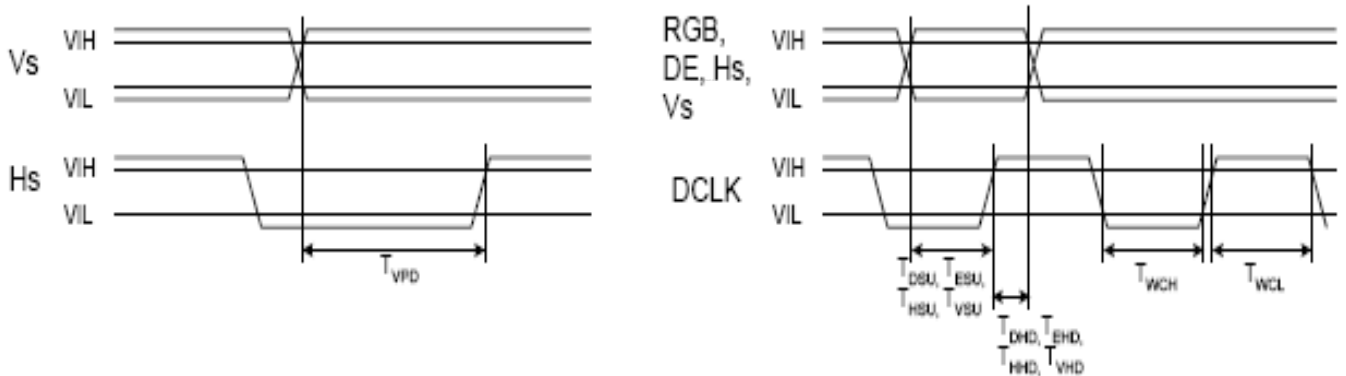 Vs
VIH
VIL
Hs
VIH
VIL
TVPD
RGB,
DE, Hs,
Vs
VIH
VIL
DCLK
VIH
VIL
TDSU, TESU,
THSU, TVSU
TWCH
TWCL
TDHD, TEHD,
THHD, TVHD